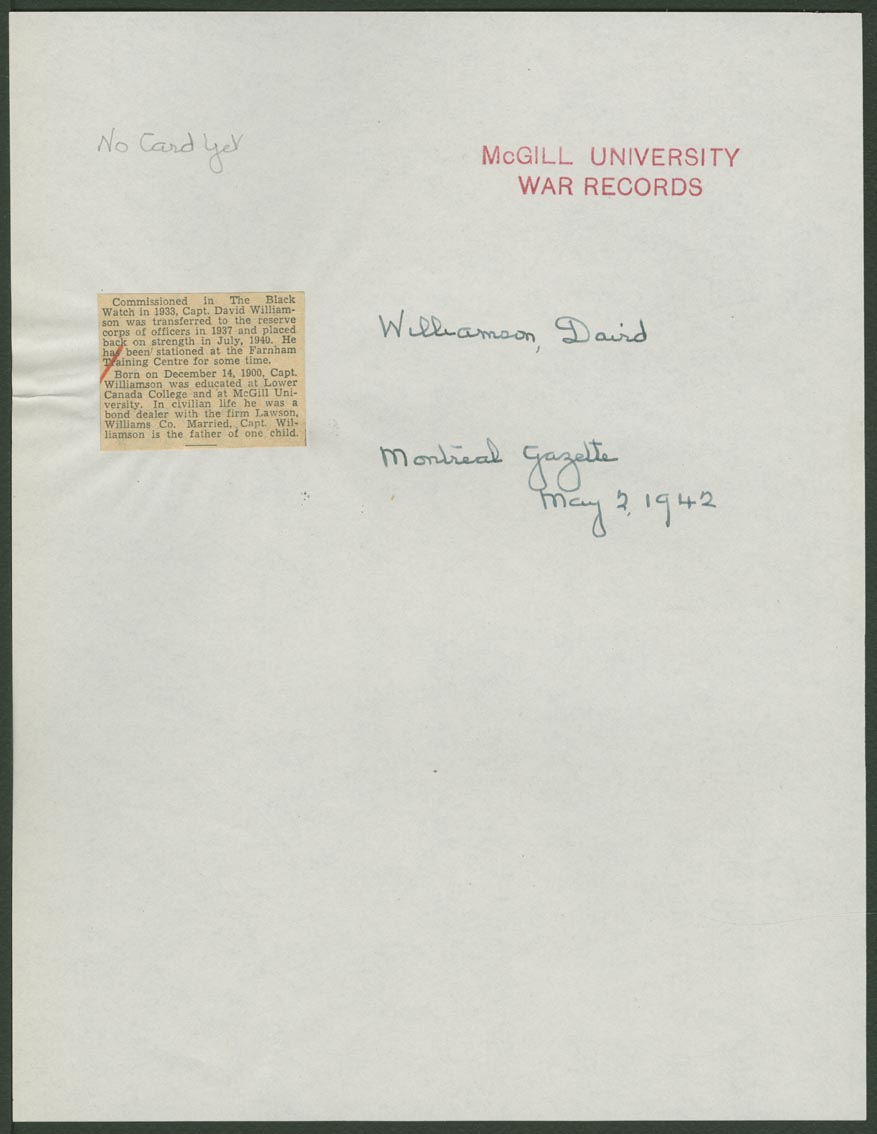 No Card Yet
McGILL UNIVERSITY
WAR RECORDS
Commissioned in The Black
Watch in 1933, Capt. David William-
son was transferred to the reserve
corps of officers in 1937 and placed
back on strength in July, 1940. He
has been stationed at the Farnham
Training Centre for some time.
Born on December 14, 1900, Capt.
Williamson was educated at Lower
Canada College and at McGill Uni-
versity. In civilian life he was a
bond dealer with the firm Lawson,
Williams Co. Married, Capt. Wil-
liamson is the father of one child.
Williamson, David
Montreal Gazette
May 2, 1942